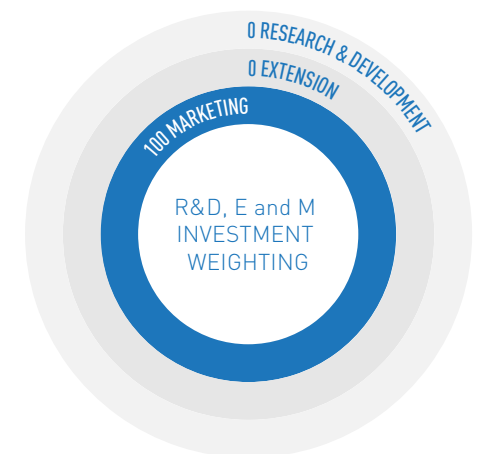 0 RESEARCH & DEVELOPMENT
0 EXTENSION
100 MARKETING
R&D, E and M
INVESTMENT
WEIGHTING